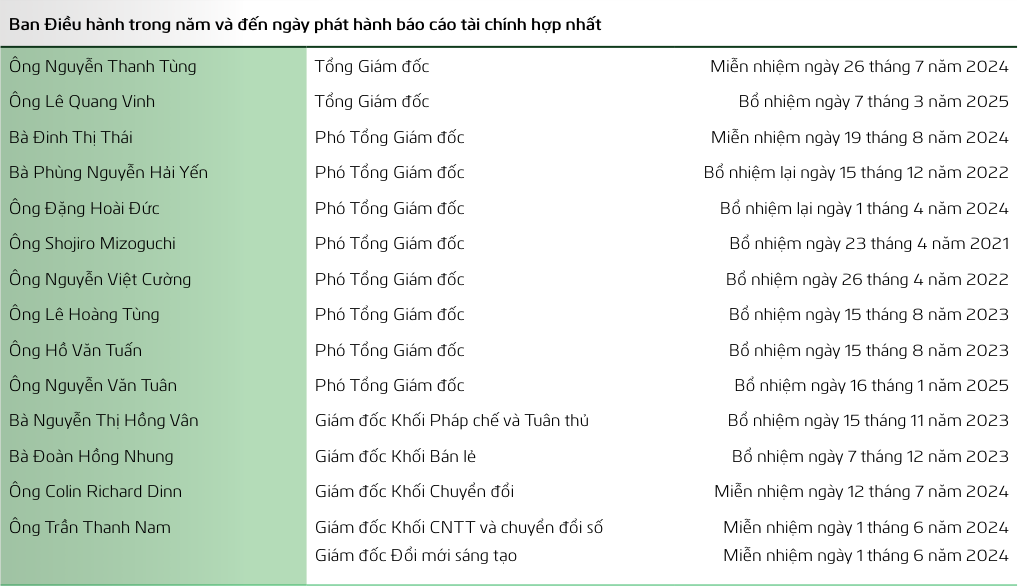 Ban Điều hành trong năm và đến ngày phát hành báo cáo tài chính hợp nhất
Ông Nguyễn Thanh Tùng Tổng Giám đốc Miễn nhiệm ngày 26 tháng 7 năm 2024
Ông Lê Quang Vinh Tổng Giám đốc Bổ nhiệm ngày 7 tháng 3 năm 2025
Bà Đinh Thị Thái Phó Tổng Giám đốc Miễn nhiệm ngày 19 tháng 8 năm 2024
Bà Phùng Nguyễn Hải Yến Phó Tổng Giám đốc Bổ nhiệm lại ngày 15 tháng 12 năm 2022
Ông Đặng Hoài Đức Phó Tổng Giám đốc Bổ nhiệm lại ngày 1 tháng 4 năm 2024
Ông Shojiro Mizoguchi Phó Tổng Giám đốc Bổ nhiệm ngày 23 tháng 4 năm 2021
Ông Nguyễn Việt Cường Phó Tổng Giám đốc Bổ nhiệm ngày 26 tháng 4 năm 2022
Ông Lê Hoàng Tùng Phó Tổng Giám đốc Bổ nhiệm ngày 15 tháng 8 năm 2023
Ông Hồ Văn Tuấn Phó Tổng Giám đốc Bổ nhiệm ngày 15 tháng 8 năm 2023
Ông Nguyễn Văn Tuân Phó Tổng Giám đốc Bổ nhiệm ngày 16 tháng 1 năm 2025
Bà Nguyễn Thị Hồng Vân Giám đốc Khối Pháp chế và Tuân thủ Bổ nhiệm ngày 15 tháng 11 năm 2023
Bà Đoàn Hồng Nhung Giám đốc Khối Bán lẻ Bổ nhiệm ngày 7 tháng 12 năm 2023
Ông Colin Richard Dinn Giám đốc Khối Chuyển đổi Miễn nhiệm ngày 12 tháng 7 năm 2024
Ông Trần Thanh Nam Giám đốc Khối CNTT và chuyển đổi số Miễn nhiệm ngày 1 tháng 6 năm 2024
Giám đốc Đổi mới sáng tạo Miễn nhiệm ngày 1 tháng 6 năm 2024